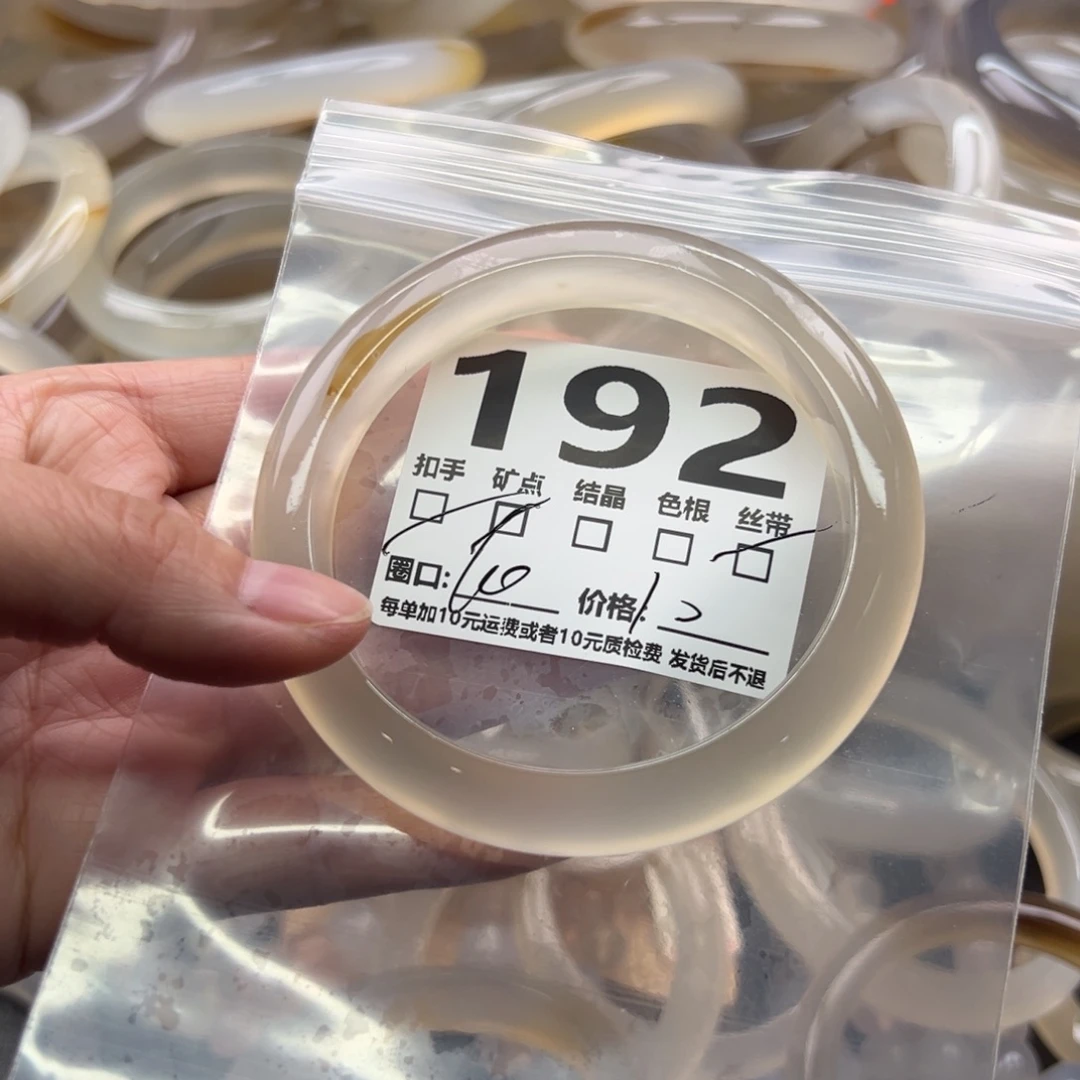 192
扣手 矿点 结晶 色根 丝带
圈口: 价格:
每单加10元运费或者10元质检费 发货后不退